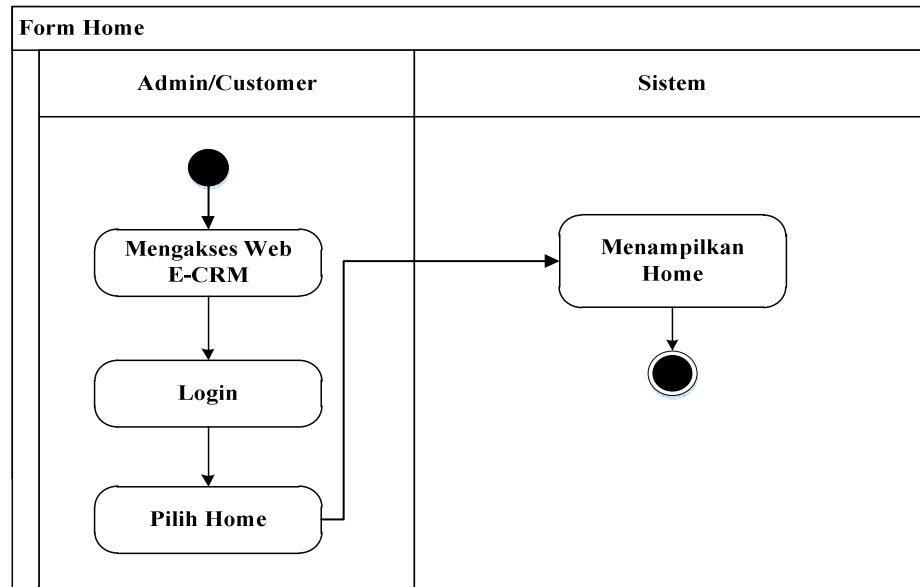 Form Home
Admin/Customer
Sistem
Mengakses Web
E-CRM
Login
Pilih Home
Menampilkan
Home